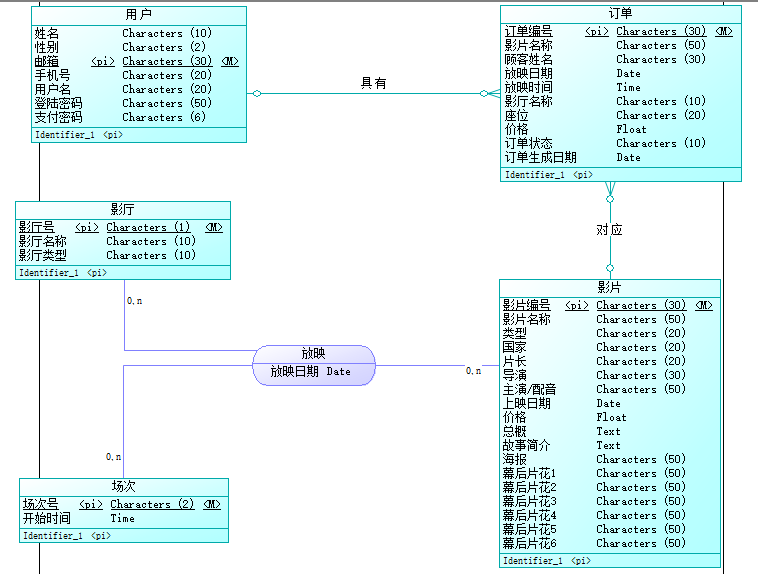 用户
姓名 Characters (10)
性别 Characters (2)
邮箱 <pi> Characters (30) <M>
手机号 Characters (20)
用户名 Characters (20)
登陆密码 Characters (50)
支付密码 Characters (6)
Identifier_1 <pi>
具有
订单
订单编号 <pi> Characters (30) <M>
影片名称 Characters (50)
顾客姓名 Characters (30)
放映日期 Date
放映时间 Time
影厅名称 Characters (10)
座位 Characters (20)
价格 Float
订单状态 Characters (10)
订单生成日期 Date
Identifier_1 <pi>
对应
影厅
影厅号 <pi> Characters (1) <M>
影厅名称 Characters (10)
影厅类型 Characters (10)
Identifier_1 <pi>
0,n
放映
放映日期 Date
0,n
0,n
场次
场次号 <pi> Characters (2) <M>
开始时间 Time
Identifier_1 <pi>
影片
影片编号 <pi> Characters (30) <M>
影片名称 Characters (50)
类型 Characters (20)
国家 Characters (20)
片长 Characters (20)
导演 Characters (30)
主演/配音 Characters (50)
上映日期 Date
价格 Float
总概 Text
故事简介 Text
海报 Characters (50)
幕后片花1 Characters (50)
幕后片花2 Characters (50)
幕后片花3 Characters (50)
幕后片花4 Characters (50)
幕后片花5 Characters (50)
幕后片花6 Characters (50)
Identifier_1 <pi>